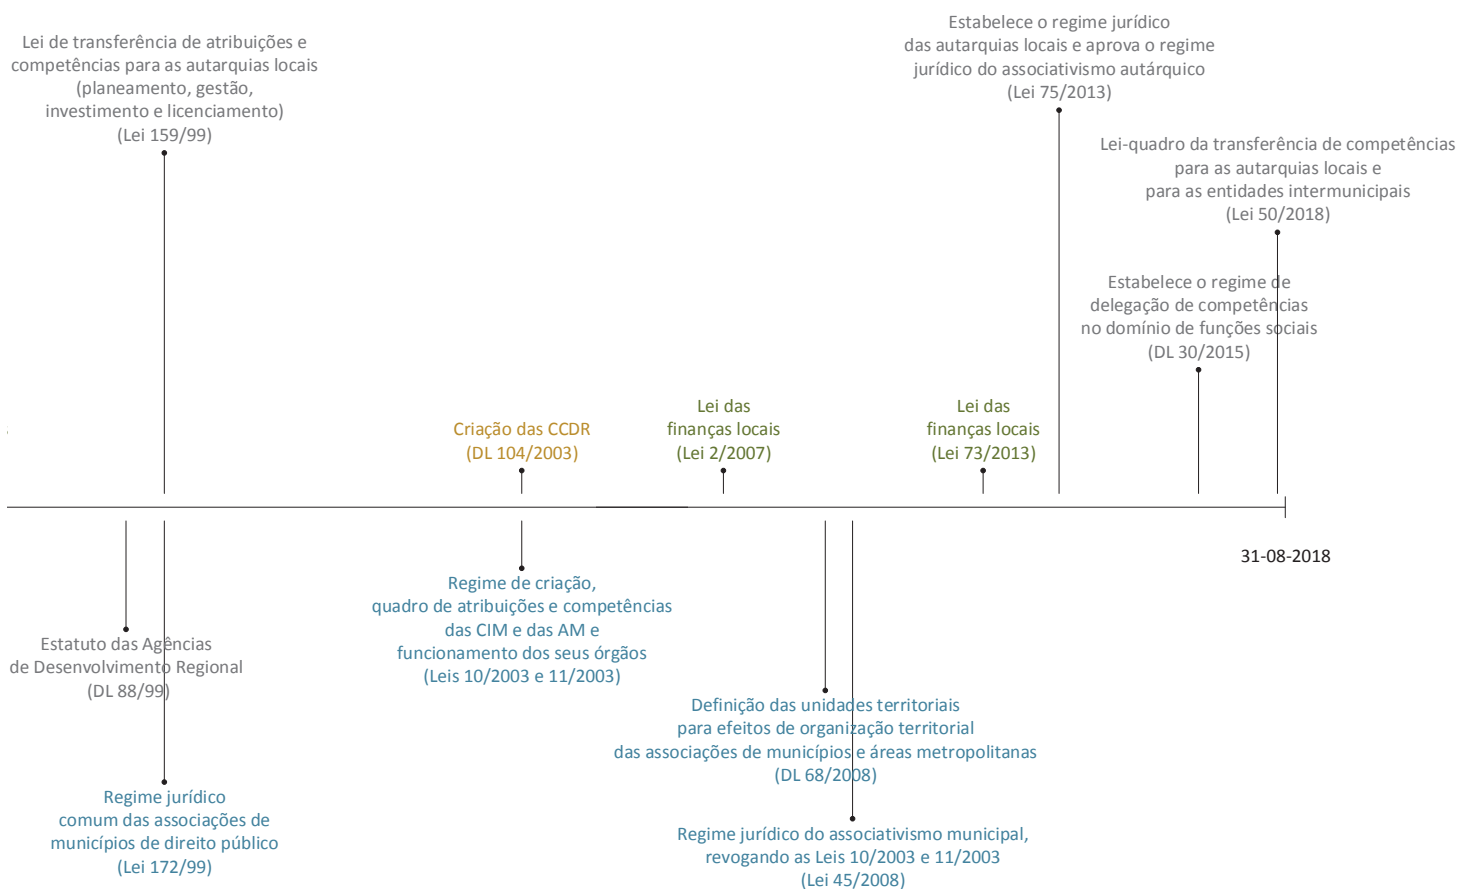 Lei de transferência de atribuições e
competências para as autarquias locais
(planeamento, gestão,
investimento e licenciamento)
(Lei 159/99)
Estabelece o regime jurídico
das autarquias locais e aprova o regime
jurídico do associativismo autárquico
(Lei 75/2013)
Lei-quadro da transferência de competências
para as autarquias locais e
para as entidades intermunicipais
(Lei 50/2018)
Estabelece o regime de
delegação de competências
no domínio de funções sociais
(DL 30/2015)
Criação das CCDR
(DL 104/2003)
Lei das
finanças locais
(Lei 2/2007)
Lei das
finanças locais
(Lei 73/2013)
31-08-2018
Estatuto das Agências
de Desenvolvimento Regional
(DL 88/99)
Regime jurídico
comum das associações de
municípios de direito público
(Lei 172/99)
Regime de criação,
quadro de atribuições e competências
das CIM e das AM e
funcionamento dos seus órgãos
(Leis 10/2003 e 11/2003)
Definição das unidades territoriais
para efeitos de organização territorial
das associações de municípios e áreas metropolitanas
(DL 68/2008)
Regime jurídico do associativismo municipal,
revogando as Leis 10/2003 e 11/2003
(Lei 45/2008)